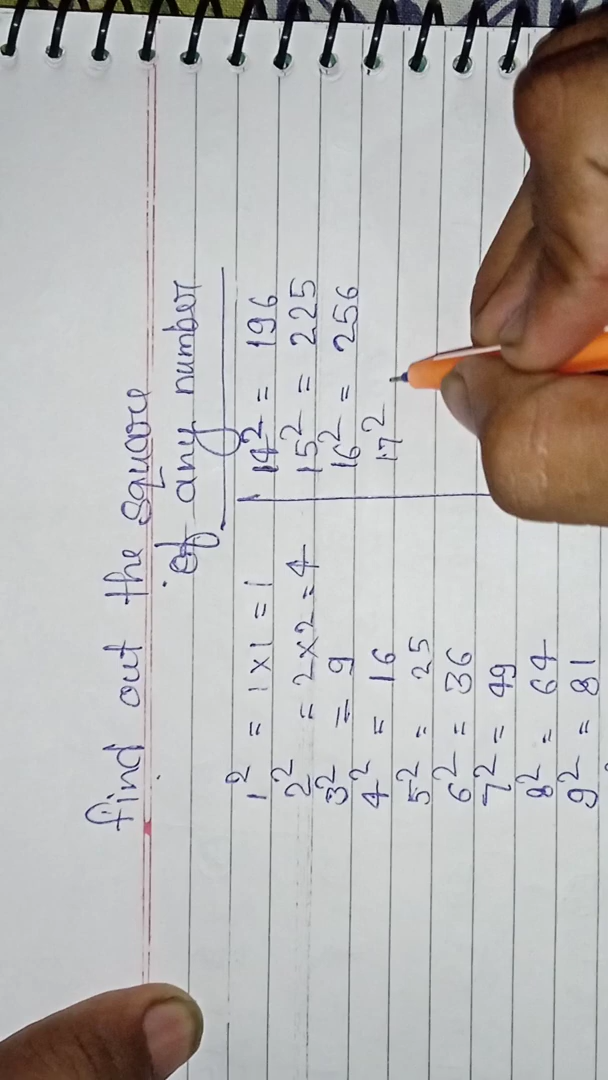 find out the square
of any number
1² = 1×1 = 1
2² = 2×2 = 4
3² = 9
4² = 16
5² = 25
6² = 36
7² = 49
8² = 64
9² = 81
14² = 196
15² = 225
16² = 256
17²